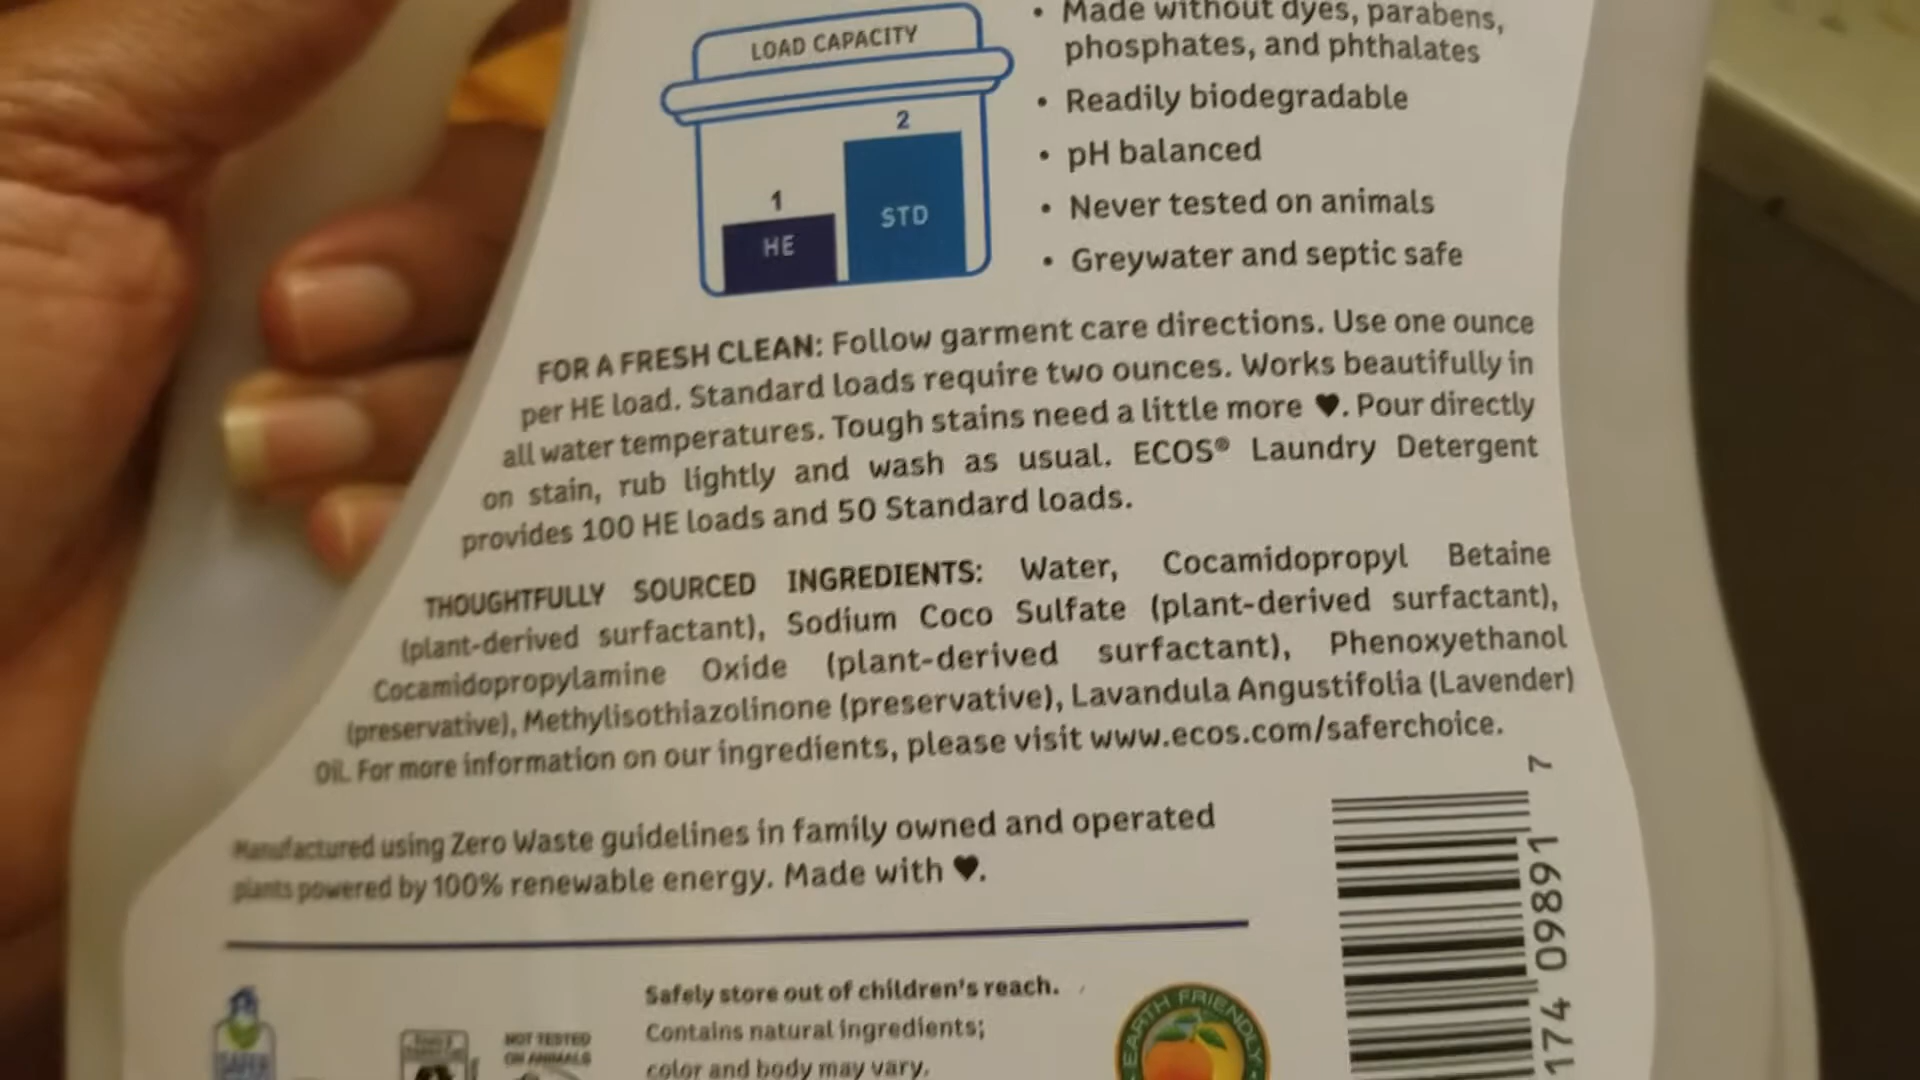 LOAD CAPACITY
1
HE
2
STD
• Made without dyes, parabens,
phosphates, and phthalates
• Readily biodegradable
• pH balanced
• Never tested on animals
• Greywater and septic safe
FOR A FRESH CLEAN: Follow garment care directions. Use one ounce
per HE load. Standard loads require two ounces. Works beautifully in
all water temperatures. Tough stains need a little more ♥. Pour directly
on stain, rub lightly and wash as usual. ECOS® Laundry Detergent
provides 100 HE loads and 50 Standard loads.
THOUGHTFULLY SOURCED INGREDIENTS: Water, Cocamidopropyl Betaine
(plant-derived surfactant), Sodium Coco Sulfate (plant-derived surfactant),
Cocamidopropylamine Oxide (plant-derived surfactant), Phenoxyethanol
(preservative), Methylisothiazolinone (preservative), Lavandula Angustifolia (Lavender)
Oil. For more information on our ingredients, please visit www.ecos.com/saferchoice.
Manufactured using Zero Waste guidelines in family owned and operated
plants powered by 100% renewable energy. Made with ♥.
Safely store out of children's reach.
Contains natural ingredients;
color and body may vary.
SAFER
NOT TESTED
ON ANIMALS
EARTH FRIENDLY
174 09891 7